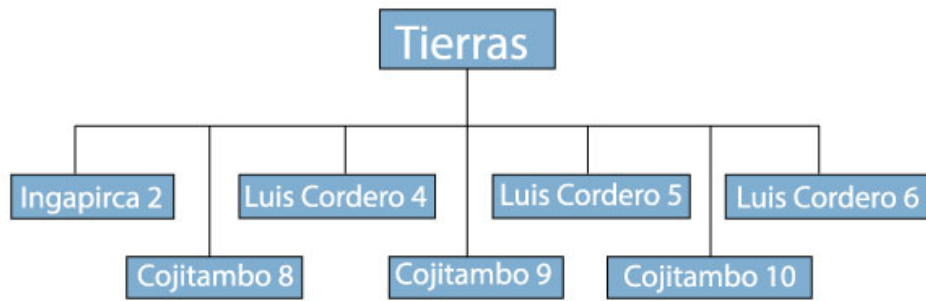 Tierras
Ingapirca 2
Luis Cordero 4
Luis Cordero 5
Luis Cordero 6
Cojitambo 8
Cojitambo 9
Cojitambo 10